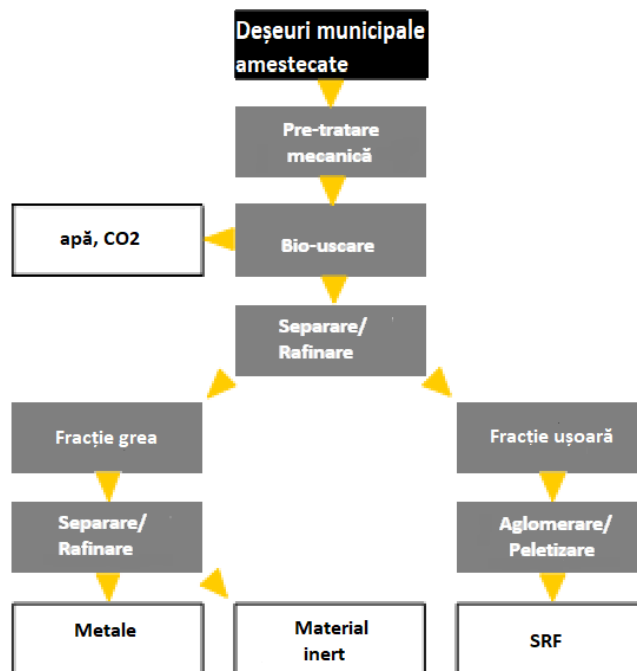 Deșeuri municipale
amestecate
Pre-tratare
mecanică
apă, CO2
Bio-uscare
Separare/
Rafinare
Fracție grea
Fracție ușoară
Separare/
Rafinare
Aglomerare/
Peletizare
Metale
Material
inert
SRF